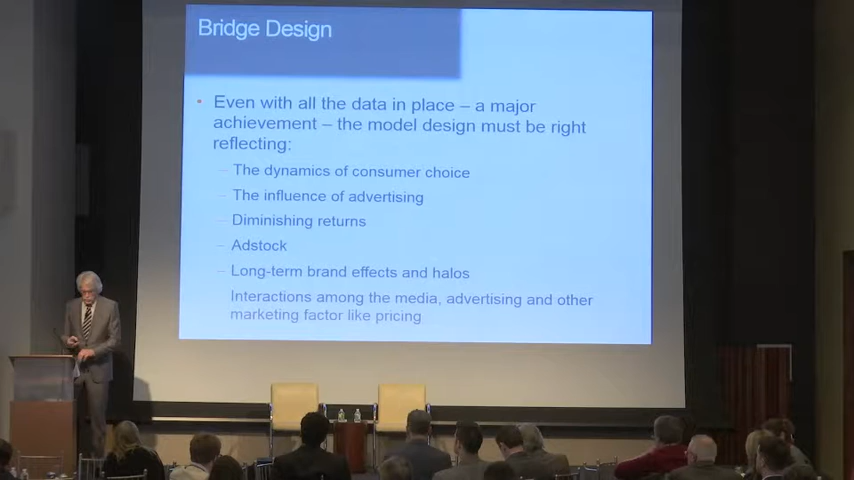 Bridge Design
Even with all the data in place – a major
achievement – the model design must be right
reflecting:
– The dynamics of consumer choice
– The influence of advertising
– Diminishing returns
– Adstock
– Long-term brand effects and halos
Interactions among the media, advertising and other
marketing factor like pricing